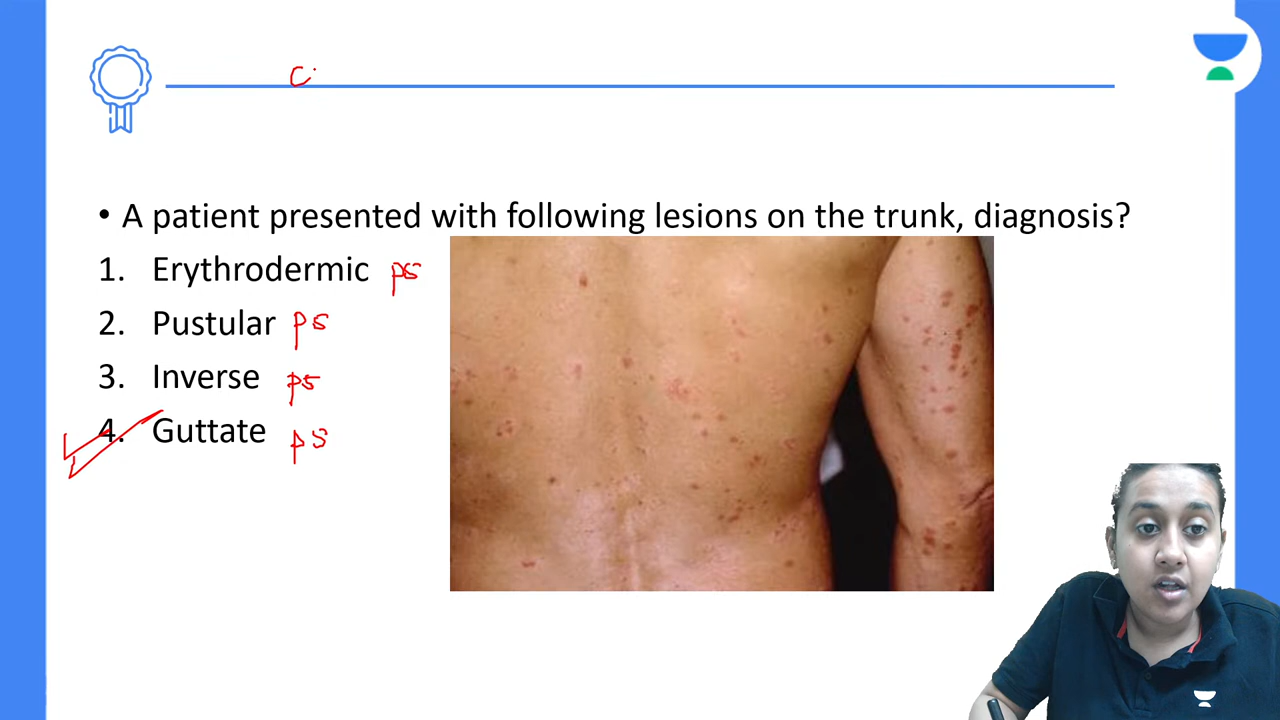 • A patient presented with following lesions on the trunk, diagnosis?
1. Erythrodermic ps
2. Pustular ps
3. Inverse ps
4. Guttate ps